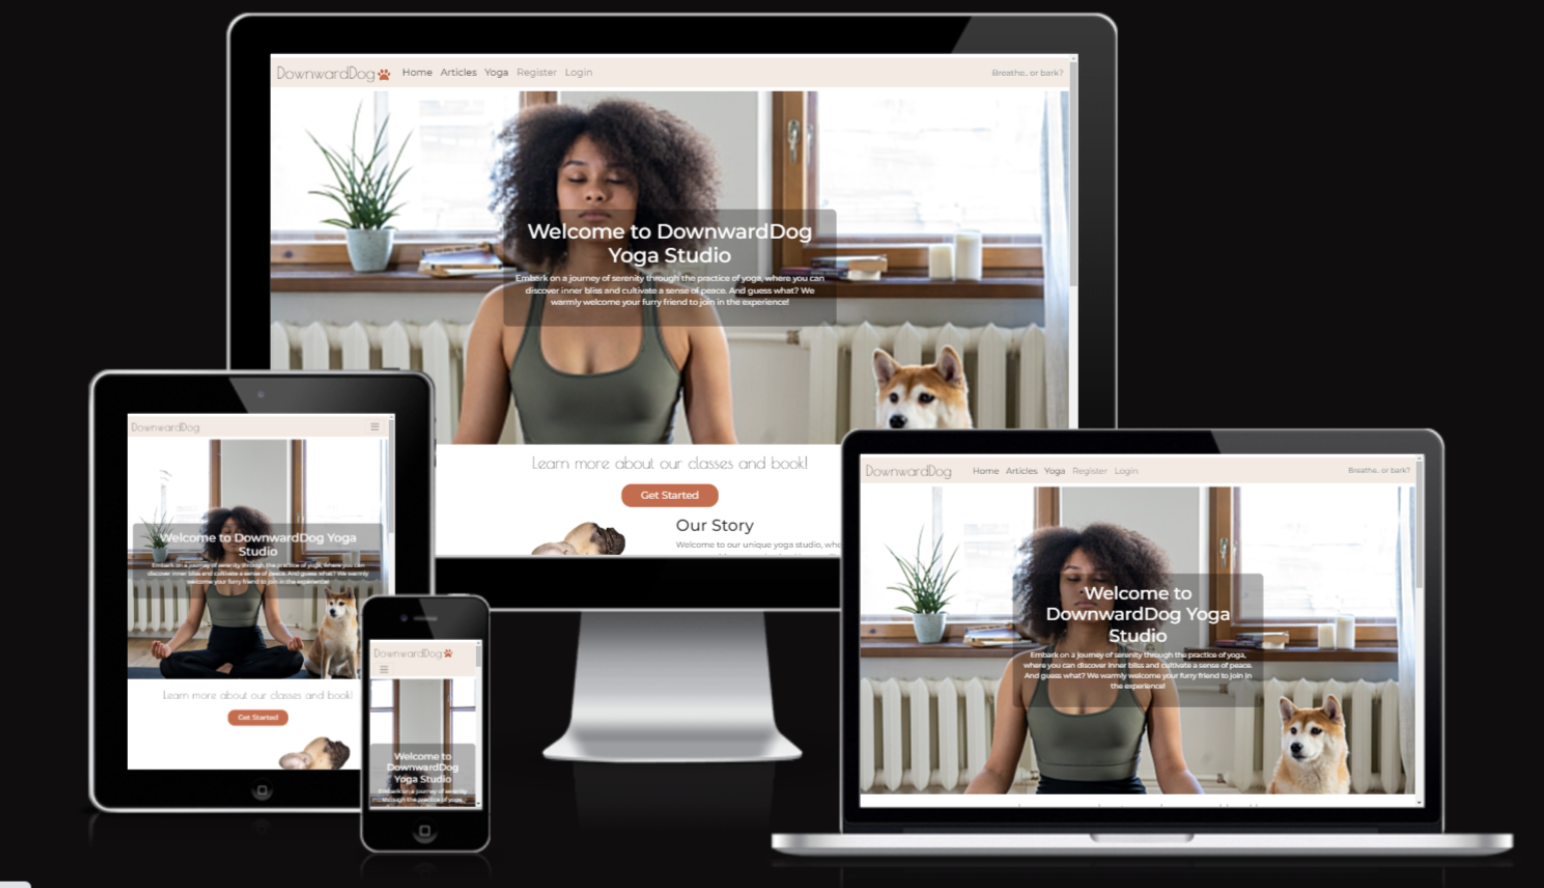 DownwardDog Home Articles Yoga Register Login Breathe.. or bark?
Welcome to DownwardDog
Yoga Studio
Embark on a journey of serenity through the practice of yoga, where you can
discover inner bliss and cultivate a sense of peace. And guess what? We
warmly welcome your furry friend to join in the experience!
Learn more about our classes and book!
Get Started
Our Story
Welcome to our unique yoga studio, whe
DownwardDog
Welcome to DownwardDog Yoga
Studio
Embark on a journey of serenity through the practice of yoga, where you can
discover inner bliss and cultivate a sense of peace. And guess what? We warmly
welcome your furry friend to join in the experience!
Learn more about our classes and book!
Get Started
DownwardDog
Welcome to
DownwardDog
Yoga Studio
Embark on a journey of serenity
through the practice of yoga,
DownwardDog Home Articles Yoga Register Login Breathe.. or bark?
Welcome to
DownwardDog Yoga
Studio
Embark on a journey of serenity through the practice of yoga,
where you can discover inner bliss and cultivate a sense of peace.
And guess what? We warmly welcome your furry friend to join in
the experience!